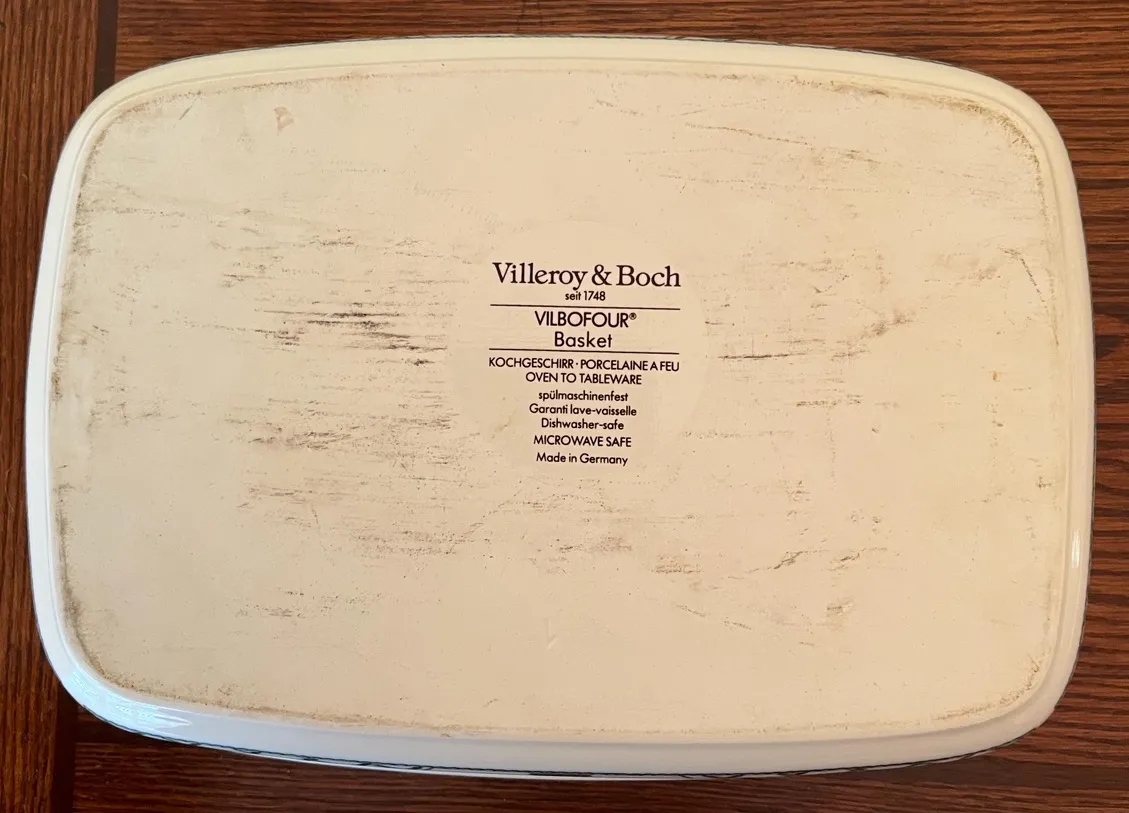 Villeroy & Boch
seit 1748
VILBOFOUR®
Basket
KOCHGESCHIRR · PORCELAINE A FEU
OVEN TO TABLEWARE
spülmaschinenfest
Garanti lave-vaisselle
Dishwasher-safe
MICROWAVE SAFE
Made in Germany